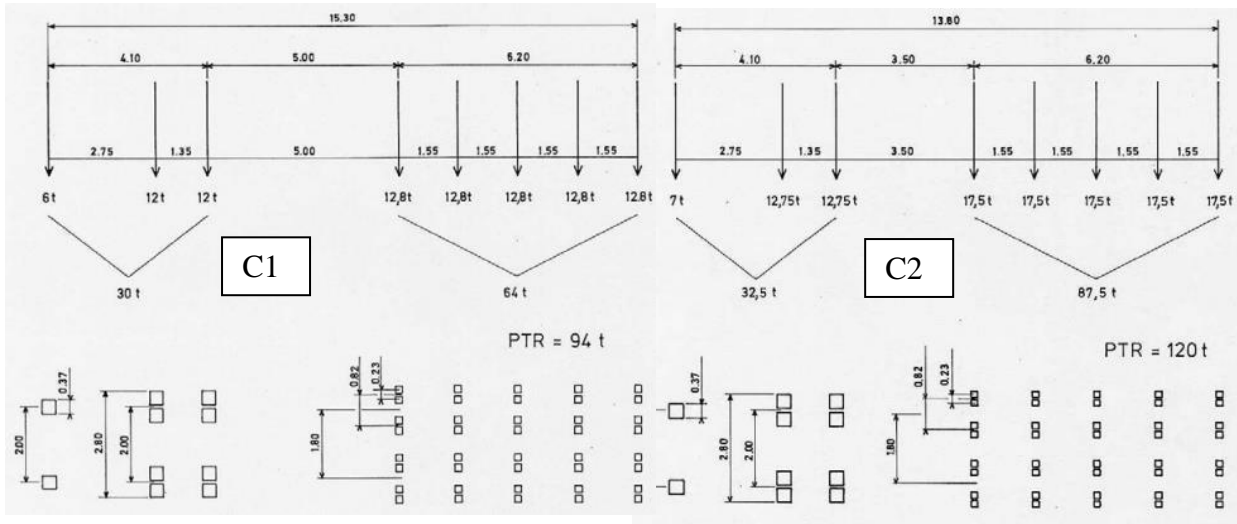 15.30
4.10 5.00 6.20
2.75 1.35 5.00 1.55 1.55 1.55 1.55
6t 12t 12t 12,8t 12,8t 12,8t 12,8t 12.8t
C1
30 t 64 t
PTR = 94 t
2.00 0.37 2.80 2.00 1.80 0.82 0.23
13.80
4.10 3.50 6.20
2.75 1.35 3.50 1.55 1.55 1.55 1.55
7t 12,75t 12,75t 17,5t 17,5t 17,5t 17,5t 17,5t
C2
32,5t 87,5t
PTR = 120 t
0.37 2.80 2.00 1.80 0.82 0.23